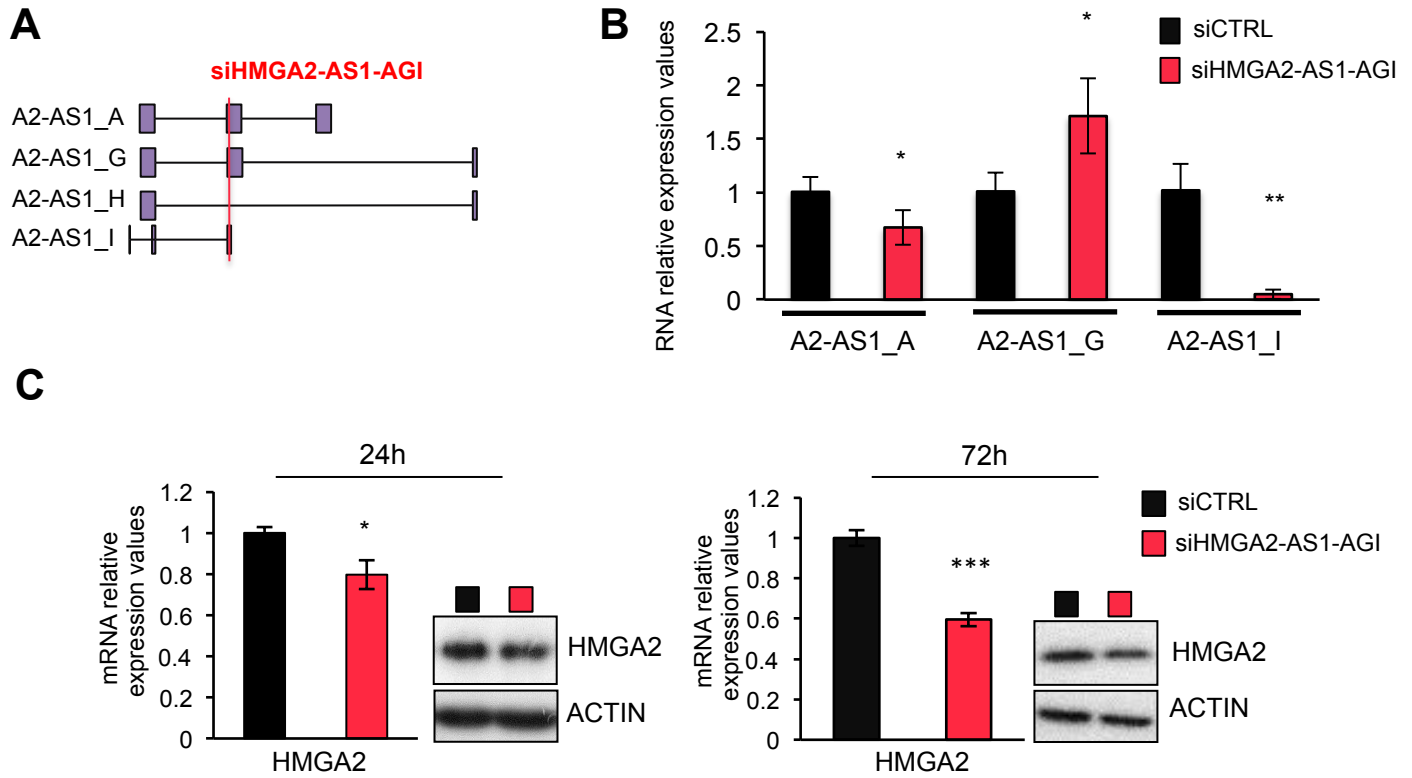 A
siHMGA2-AS1-AGI
A2-AS1_A
A2-AS1_G
A2-AS1_H
A2-AS1_I
B
RNA relative expression values
2.5
2
1.5
1
0.5
0
*
*
**
siCTRL
siHMGA2-AS1-AGI
A2-AS1_A
A2-AS1_G
A2-AS1_I
C
24h
mRNA relative
expression values
1.2
1
0.8
0.6
0.4
0.2
0
*
HMGA2
HMGA2
ACTIN
72h
mRNA relative
expression values
1.2
1
0.8
0.6
0.4
0.2
0
***
HMGA2
siCTRL
siHMGA2-AS1-AGI
HMGA2
ACTIN